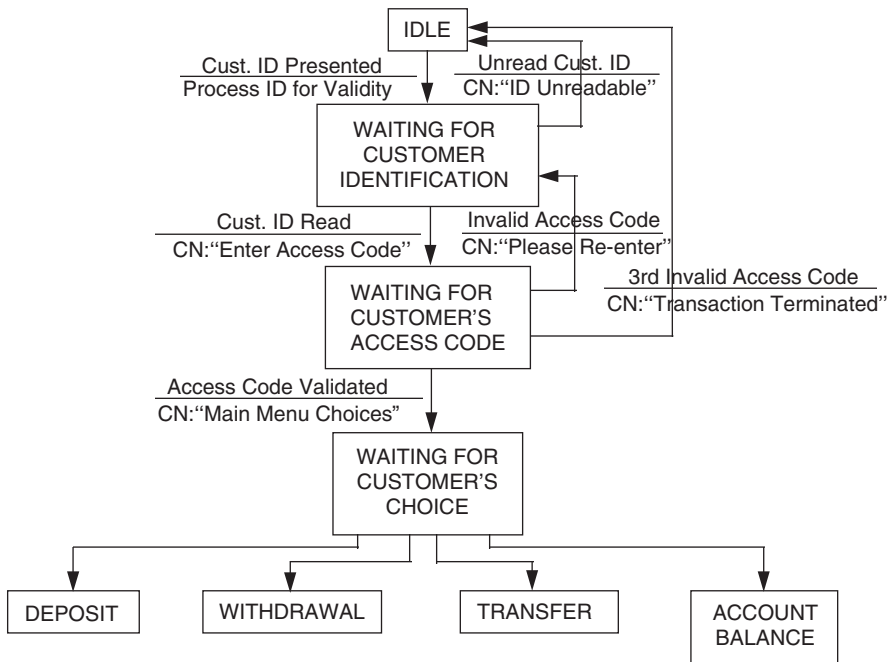 IDLE
Cust. ID Presented
Process ID for Validity
Unread Cust. ID
CN:‘‘ID Unreadable’’
WAITING FOR
CUSTOMER
IDENTIFICATION
Cust. ID Read
CN:‘‘Enter Access Code’’
Invalid Access Code
CN:‘‘Please Re-enter’’
WAITING FOR
CUSTOMER’S
ACCESS CODE
3rd Invalid Access Code
CN:‘‘Transaction Terminated’’
Access Code Validated
CN:‘‘Main Menu Choices”
WAITING FOR
CUSTOMER’S
CHOICE
DEPOSIT
WITHDRAWAL
TRANSFER
ACCOUNT
BALANCE